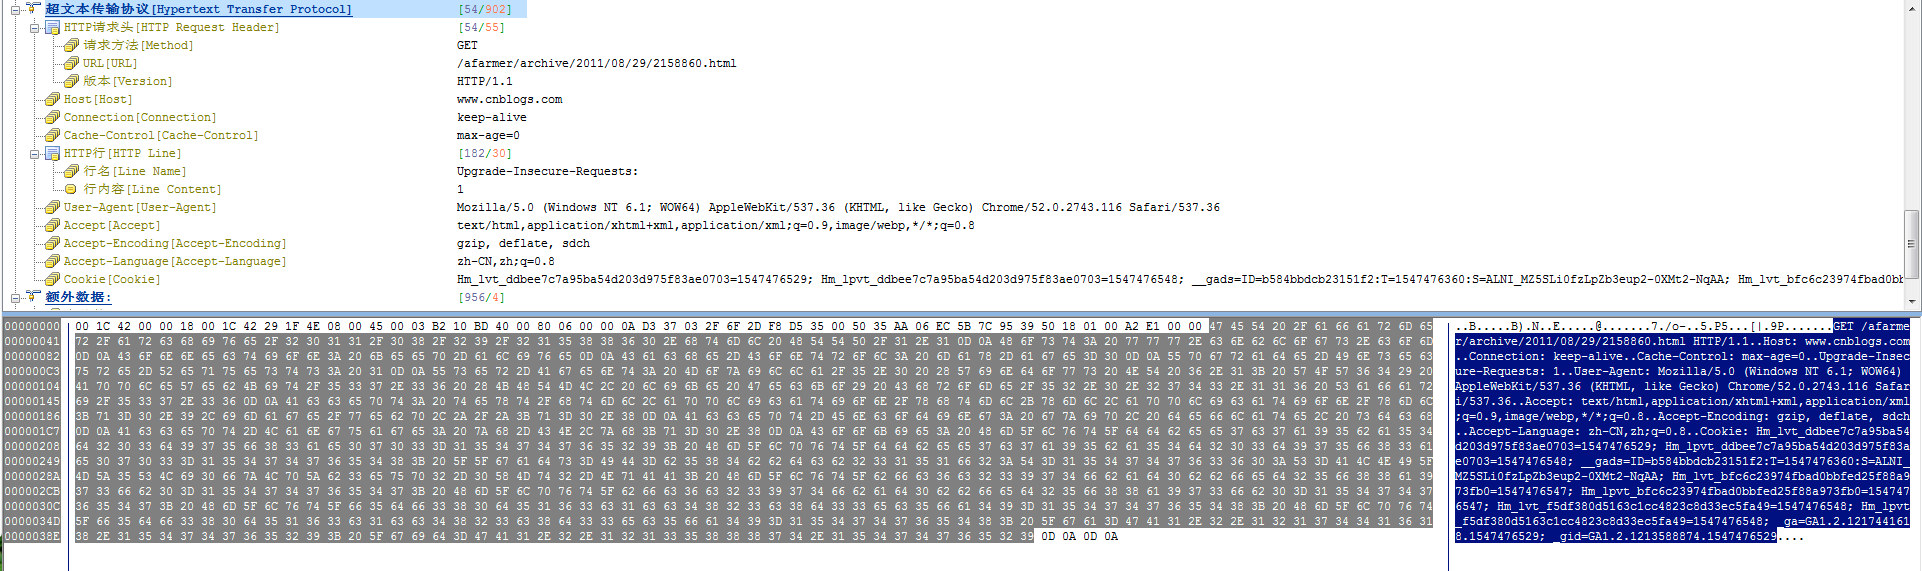 超文本传输协议[Hypertext Transfer Protocol] [54/902]
HTTP请求头[HTTP Request Header] [54/55]
请求方法[Method] GET
URL[URL] /afarmer/archive/2011/08/29/2158860.html
版本[Version] HTTP/1.1
Host[Host] www.cnblogs.com
Connection[Connection] keep-alive
Cache-Control[Cache-Control] max-age=0
HTTP行[HTTP Line] [182/30]
行名[Line Name] Upgrade-Insecure-Requests:
行内容[Line Content] 1
User-Agent[User-Agent] Mozilla/5.0 (Windows NT 6.1; WOW64) AppleWebKit/537.36 (KHTML, like Gecko) Chrome/52.0.2743.116 Safari/537.36
Accept[Accept] text/html,application/xhtml+xml,application/xml;q=0.9,image/webp,*/*;q=0.8
Accept-Encoding[Accept-Encoding] gzip, deflate, sdch
Accept-Language[Accept-Language] zh-CN,zh;q=0.8
Cookie[Cookie] Hm_lvt_ddbee7c7a95ba54d203d975f83ae0703=1547476529; Hm_lpvt_ddbee7c7a95ba54d203d975f83ae0703=1547476548; __gads=ID=b584bbdcb23151f2:T=1547476360:S=ALNI_MZ5SLi0fzLpZb3eup2-0XMt2-NqAA; Hm_lvt_bfc6c23974fbad0bb
额外数据: [956/4]
00000000 00 1C 42 00 00 18 00 1C 42 29 1F 4E 08 00 45 00 03 B2 10 BD 40 00 80 06 00 00 0A D3 37 03 2F 6F 2D F8 D5 35 00 50 35 AA 06 EC 5B 7C 95 39 50 18 01 00 A2 E1 00 00 47 45 54 20 2F 61 66 61 72 6D 65 ..B.....B).N..E.....@.......7./o-..5.P5...[|.9P.......GET /afarme
00000041 72 2F 61 72 63 68 69 76 65 2F 32 30 31 31 2F 30 38 2F 32 39 2F 32 31 35 38 38 36 30 2E 68 74 6D 6C 20 48 54 54 50 2F 31 2E 31 0D 0A 48 6F 73 74 3A 20 77 77 77 2E 63 6E 62 6C 6F 67 73 2E 63 6F 6D r/archive/2011/08/29/2158860.html HTTP/1.1..Host: www.cnblogs.com
00000082 0D 0A 43 6F 6E 6E 65 63 74 69 6F 6E 3A 20 6B 65 65 70 2D 61 6C 69 76 65 0D 0A 43 61 63 68 65 2D 43 6F 6E 74 72 6F 6C 3A 20 6D 61 78 2D 61 67 65 3D 30 0D 0A 55 70 67 72 61 64 65 2D 49 6E 73 65 63 ..Connection: keep-alive..Cache-Control: max-age=0..Upgrade-Insec
000000C3 75 72 65 2D 52 65 71 75 65 73 74 73 3A 20 31 0D 0A 55 73 65 72 2D 41 67 65 6E 74 3A 20 4D 6F 7A 69 6C 6C 61 2F 35 2E 30 20 28 57 69 6E 64 6F 77 73 20 4E 54 20 36 2E 31 3B 20 57 4F 57 36 34 29 20 ure-Requests: 1..User-Agent: Mozilla/5.0 (Windows NT 6.1; WOW64)
00000104 41 70 70 6C 65 57 65 62 4B 69 74 2F 35 33 37 2E 33 36 20 28 4B 48 54 4D 4C 2C 20 6C 69 6B 65 20 47 65 63 6B 6F 29 20 43 68 72 6F 6D 65 2F 35 32 2E 30 2E 32 37 34 33 2E 31 31 36 20 53 61 66 61 72 AppleWebKit/537.36 (KHTML, like Gecko) Chrome/52.0.2743.116 Safar
00000145 69 2F 35 33 37 2E 33 36 0D 0A 41 63 63 65 70 74 3A 20 74 65 78 74 2F 68 74 6D 6C 2C 61 70 70 6C 69 63 61 74 69 6F 6E 2F 78 68 74 6D 6C 2B 78 6D 6C 2C 61 70 70 6C 69 63 61 74 69 6F 6E 2F 78 6D 6C i/537.36..Accept: text/html,application/xhtml+xml,application/xml
00000186 3B 71 3D 30 2E 39 2C 69 6D 61 67 65 2F 77 65 62 70 2C 2A 2F 2A 3B 71 3D 30 2E 38 0D 0A 41 63 63 65 70 74 2D 45 6E 63 6F 64 69 6E 67 3A 20 67 7A 69 70 2C 20 64 65 66 6C 61 74 65 2C 20 73 64 63 68 ;q=0.9,image/webp,*/*;q=0.8..Accept-Encoding: gzip, deflate, sdch
000001C7 0D 0A 41 63 63 65 70 74 2D 4C 61 6E 67 75 61 67 65 3A 20 7A 68 2D 43 4E 2C 7A 68 3B 71 3D 30 2E 38 0D 0A 43 6F 6F 6B 69 65 3A 20 48 6D 5F 6C 76 74 5F 64 64 62 65 65 37 63 37 61 39 35 62 61 35 34 ..Accept-Language: zh-CN,zh;q=0.8..Cookie: Hm_lvt_ddbee7c7a95ba54
00000208 64 32 30 33 64 39 37 35 66 38 33 61 65 30 37 30 33 3D 31 35 34 37 34 37 36 35 32 39 3B 20 48 6D 5F 6C 70 76 74 5F 64 64 62 65 65 37 63 37 61 39 35 62 61 35 34 64 32 30 33 64 39 37 35 66 38 33 61 d203d975f83ae0703=1547476529; Hm_lpvt_ddbee7c7a95ba54d203d975f83a
00000249 65 30 37 30 33 3D 31 35 34 37 34 37 36 35 34 38 3B 20 5F 5F 67 61 64 73 3D 49 44 3D 62 35 38 34 62 62 64 63 62 32 33 31 35 31 66 32 3A 54 3D 31 35 34 37 34 37 36 33 36 30 3A 53 3D 41 4C 4E 49 5F e0703=1547476548; __gads=ID=b584bbdcb23151f2:T=1547476360:S=ALNI_
0000028A 4D 5A 35 53 4C 69 30 66 7A 4C 70 5A 62 33 65 75 70 32 2D 30 58 4D 74 32 2D 4E 71 41 41 3B 20 48 6D 5F 6C 76 74 5F 62 66 63 36 63 32 33 39 37 34 66 62 61 64 30 62 62 66 65 64 32 35 66 38 38 61 39 MZ5SLi0fzLpZb3eup2-0XMt2-NqAA; Hm_lvt_bfc6c23974fbad0bbfed25f88a9
000002CB 37 33 66 62 30 3D 31 35 34 37 34 37 36 35 34 37 3B 20 48 6D 5F 6C 70 76 74 5F 62 66 63 36 63 32 33 39 37 34 66 62 61 64 30 62 62 66 65 64 32 35 66 38 38 61 39 37 33 66 62 30 3D 31 35 34 37 34 37 73fb0=1547476547; Hm_lpvt_bfc6c23974fbad0bbfed25f88a973fb0=154747
0000030C 36 35 34 37 3B 20 48 6D 5F 6C 76 74 5F 66 35 64 66 33 38 30 64 35 31 36 33 63 31 63 63 34 38 32 33 63 38 64 33 33 65 63 35 66 61 34 39 3D 31 35 34 37 34 37 36 35 34 38 3B 20 48 6D 5F 6C 70 76 74 6547; Hm_lvt_f5df380d5163c1cc4823c8d33ec5fa49=1547476548; Hm_lpvt
0000034D 5F 66 35 64 66 33 38 30 64 35 31 36 33 63 31 63 63 34 38 32 33 63 38 64 33 33 65 63 35 66 61 34 39 3D 31 35 34 37 34 37 36 35 34 38 3B 20 5F 67 61 3D 47 41 31 2E 32 2E 31 32 31 37 34 34 31 36 31 _f5df380d5163c1cc4823c8d33ec5fa49=1547476548; _ga=GA1.2.121744161
0000038E 38 2E 31 35 34 37 34 37 36 35 32 39 3B 20 5F 67 69 64 3D 47 41 31 2E 32 2E 31 32 31 33 35 38 38 38 37 34 2E 31 35 34 37 34 37 36 35 32 39 0D 0A 0D 0A 8.1547476529; _gid=GA1.2.1213588874.1547476529....